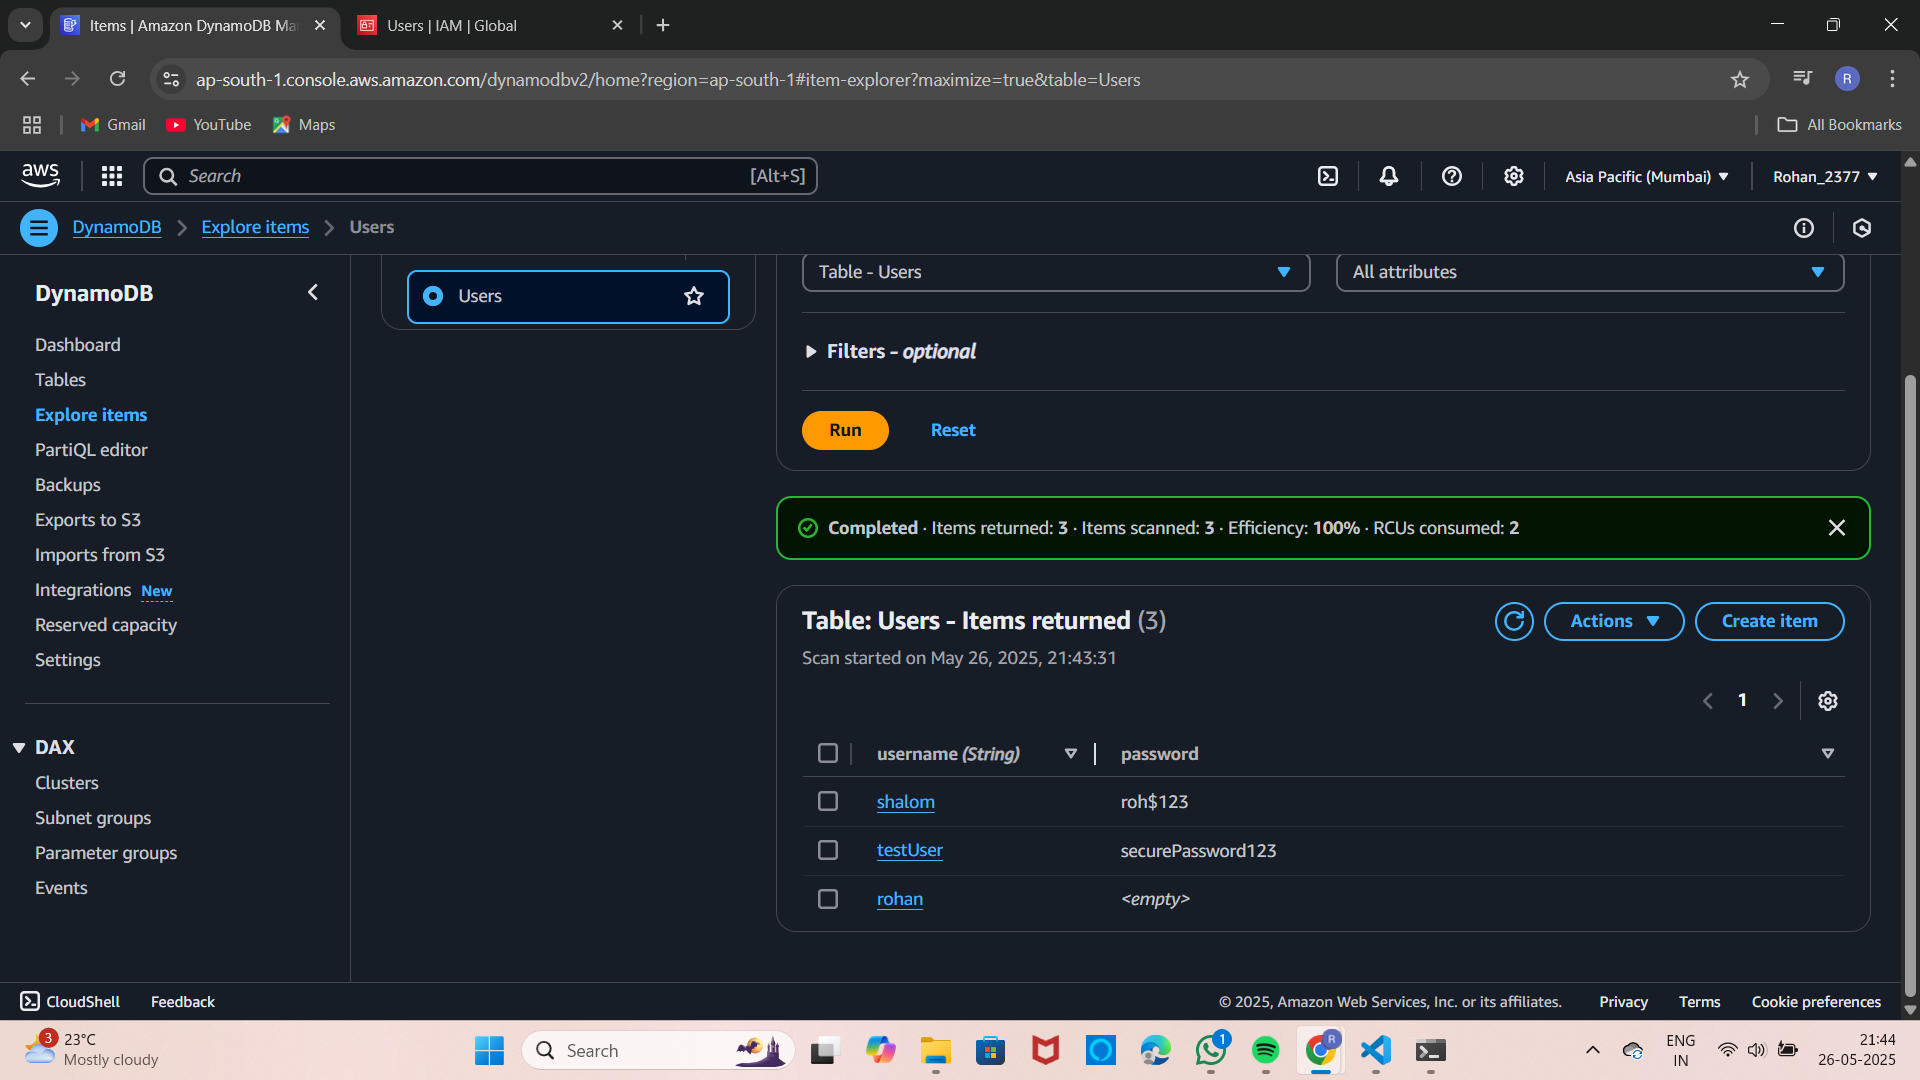 Items | Amazon DynamoDB Ma
Users | IAM | Global
ap-south-1.console.aws.amazon.com/dynamodbv2/home?region=ap-south-1#item-explorer?maximize=true&table=Users
R
Gmail
YouTube
Maps
All Bookmarks
aws
Search
[Alt+S]
Asia Pacific (Mumbai)
Rohan_2377
DynamoDB
Explore items
Users
DynamoDB
Dashboard
Tables
Explore items
PartiQL editor
Backups
Exports to S3
Imports from S3
Integrations New
Reserved capacity
Settings
DAX
Clusters
Subnet groups
Parameter groups
Events
Users
Table - Users
All attributes
Filters - optional
Run
Reset
Completed · Items returned: 3 · Items scanned: 3 · Efficiency: 100% · RCUs consumed: 2
Table: Users - Items returned (3)
Actions
Create item
Scan started on May 26, 2025, 21:43:31
1
username (String)
password
shalom
roh$123
testUser
securePassword123
rohan
<empty>
CloudShell
Feedback
© 2025, Amazon Web Services, Inc. or its affiliates.
Privacy
Terms
Cookie preferences
3
23°C
Mostly cloudy
Search
1
R
ENG
IN
21:44
26-05-2025